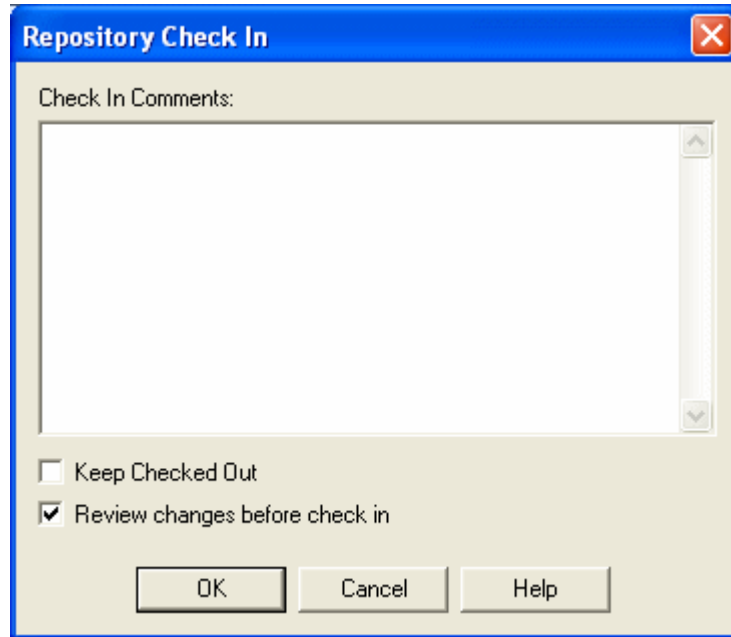 Repository Check In
Check In Comments:
Keep Checked Out
Review changes before check in
OK Cancel Help